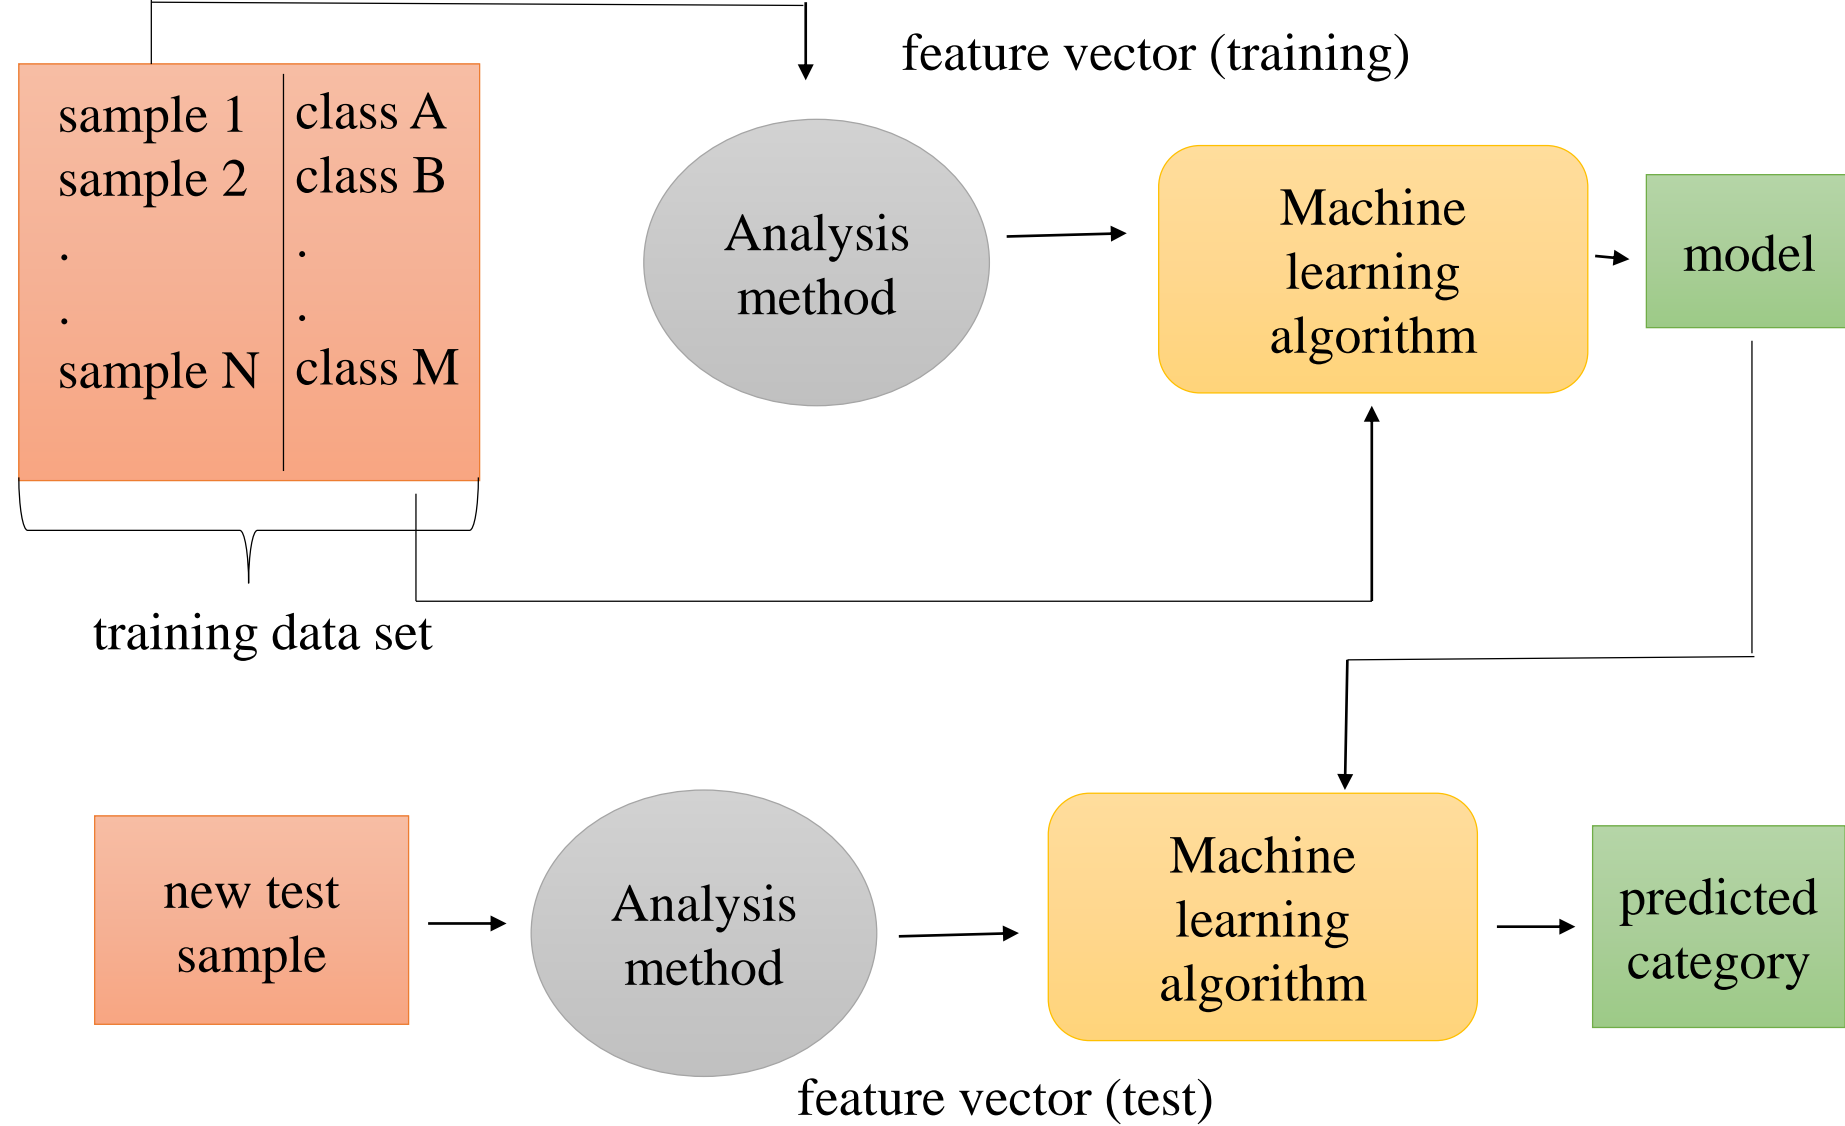 feature vector (training)
sample 1
sample 2
.
.
sample N
class A
class B
.
.
class M
Analysis
method
Machine
learning
algorithm
model
training data set
new test
sample
Analysis
method
Machine
learning
algorithm
predicted
category
feature vector (test)